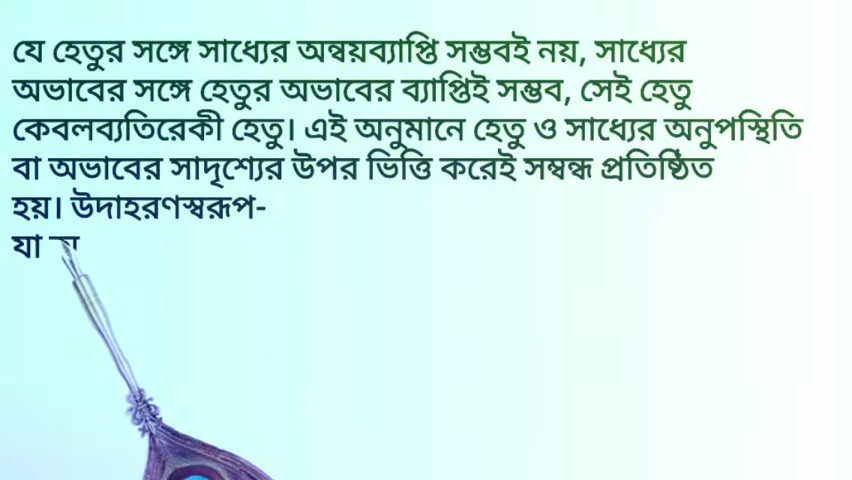 যে হেতুর সঙ্গে সাধ্যের অন্বয়ব্যাপ্তি সম্ভবই নয়, সাধ্যের
অভাবের সঙ্গে হেতুর অভাবের ব্যাপ্তিই সম্ভব, সেই হেতু
কেবলব্যতিরেকী হেতু। এই অনুমানে হেতু ও সাধ্যের অনুপস্থিতি
বা অভাবের সাদৃশ্যের উপর ভিত্তি করেই সম্বন্ধ প্রতিষ্ঠিত
হয়। উদাহরণস্বরূপ-
যা